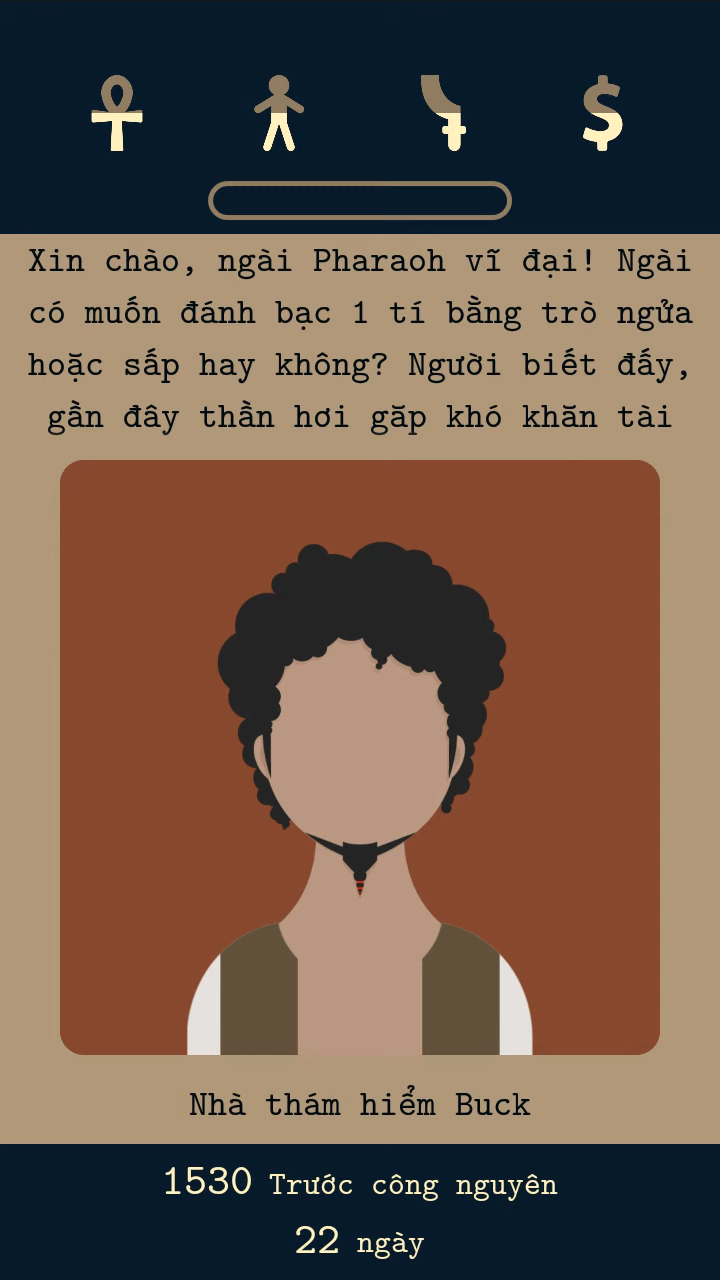 Xin chào, ngài Pharaoh vĩ đại! Ngài
có muốn đánh bạc 1 tí bằng trò ngửa
hoặc sấp hay không? Người biết đấy,
gần đây thần hơi gặp khó khăn tài
Nhà thám hiểm Buck
1530 Trước công nguyên
22 ngày